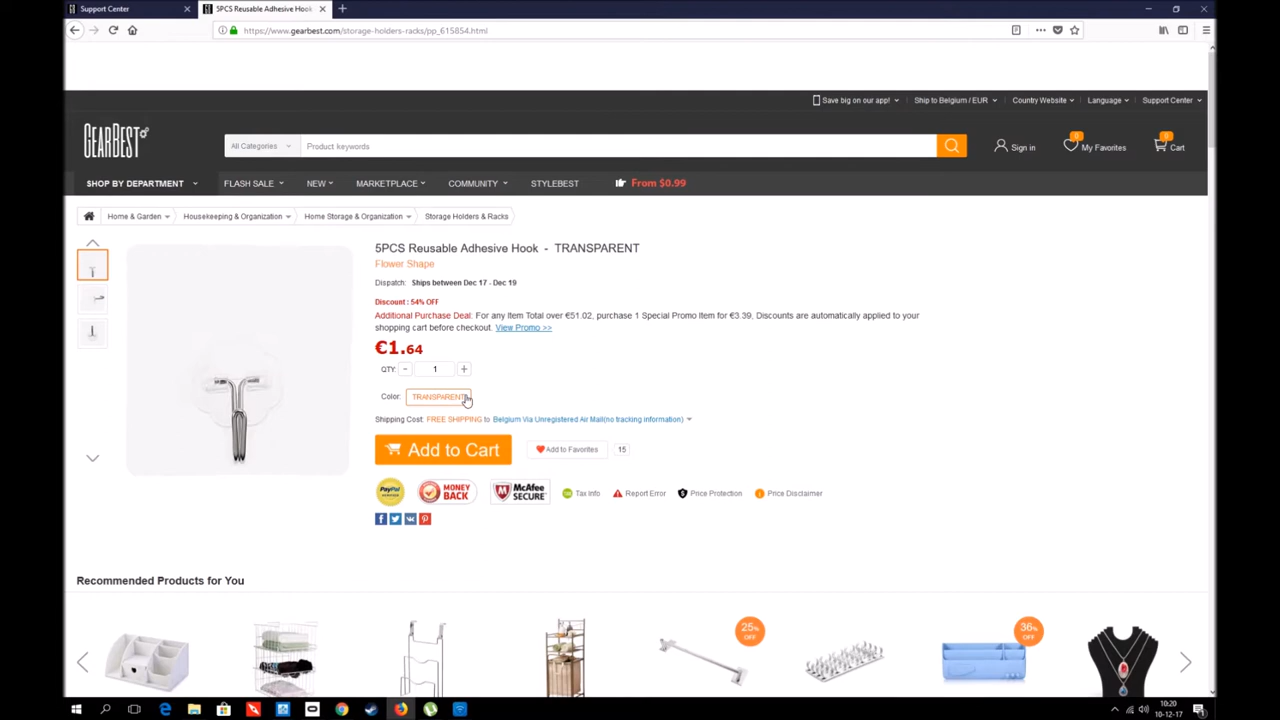 Support Center
5PCS Reusable Adhesive Hook
https://www.gearbest.com/storage-holders-racks/pp_615854.html
Save big on our app!
Ship to Belgium / EUR
Country Website
Language
Support Center
GEARBEST
All Categories
Product keywords
Sign in
0
My Favorites
0
Cart
SHOP BY DEPARTMENT
FLASH SALE
NEW
MARKETPLACE
COMMUNITY
STYLEBEST
From $0.99
Home & Garden
Housekeeping & Organization
Home Storage & Organization
Storage Holders & Racks
5PCS Reusable Adhesive Hook - TRANSPARENT
Flower Shape
Dispatch: Ships between Dec 17 - Dec 19
Discount : 54% OFF
Additional Purchase Deal: For any Item Total over €51.02, purchase 1 Special Promo Item for €3.39, Discounts are automatically applied to your
shopping cart before checkout. View Promo >>
€1.64
QTY: - 1 +
Color: TRANSPARENT
Shipping Cost: FREE SHIPPING to Belgium Via Unregistered Air Mail(no tracking information)
Add to Cart
Add to Favorites
15
PayPal
VERIFIED
MONEY
BACK
McAfee
SECURE
Tax Info
Report Error
Price Protection
Price Disclaimer
Recommended Products for You
25%
OFF
36%
OFF
10:20
10-12-17